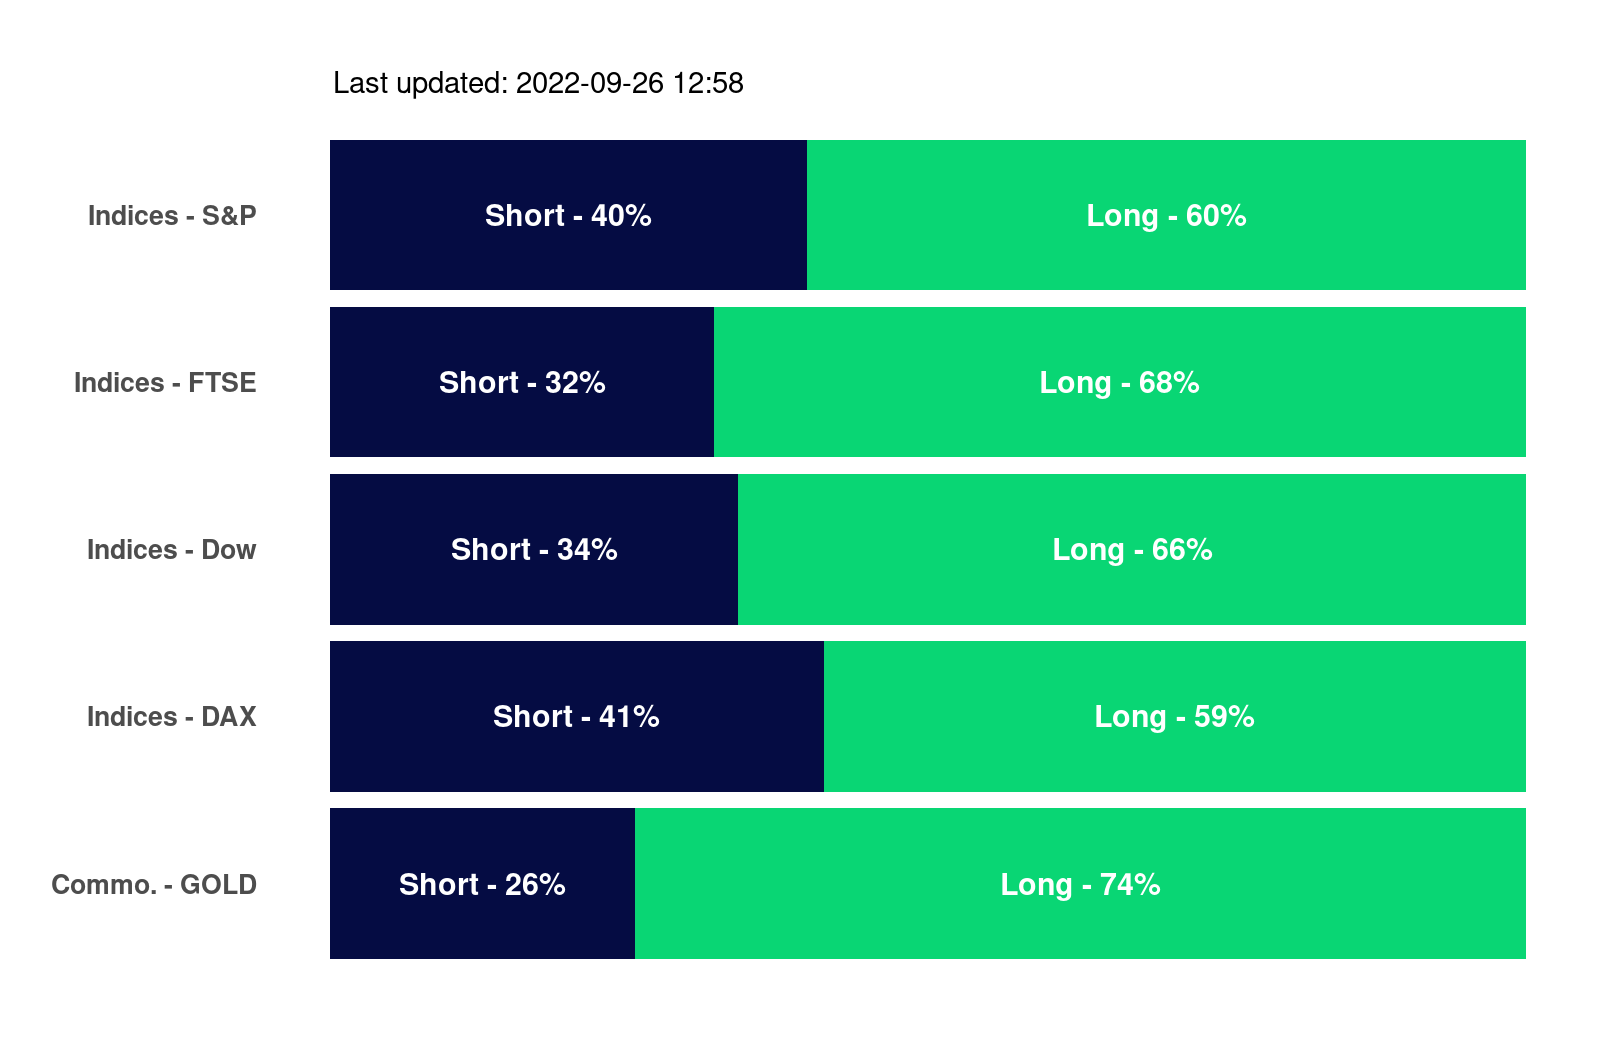 Last updated: 2022-09-26 12:58
Indices - S&P Short - 40% Long - 60%
Indices - FTSE Short - 32% Long - 68%
Indices - Dow Short - 34% Long - 66%
Indices - DAX Short - 41% Long - 59%
Commo. - GOLD Short - 26% Long - 74%